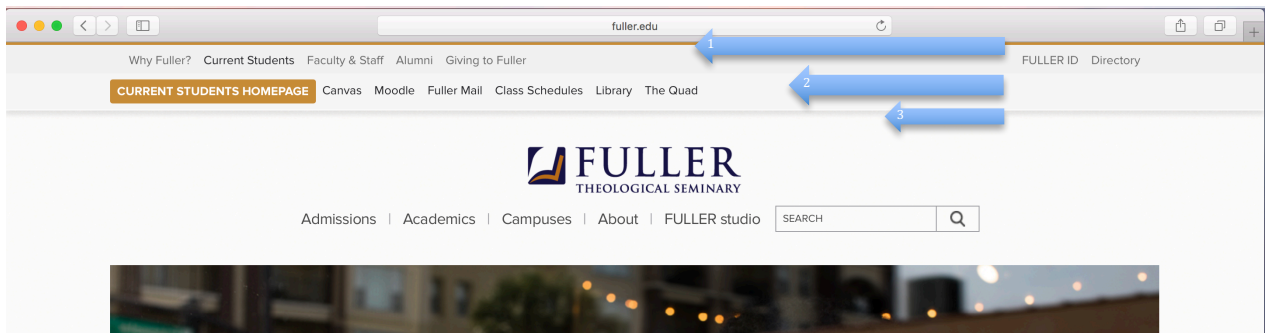 fuller.edu
1
Why Fuller? Current Students Faculty & Staff Alumni Giving to Fuller FULLER ID Directory
CURRENT STUDENTS HOMEPAGE Canvas Moodle Fuller Mail Class Schedules Library The Quad 2
3
FULLER
THEOLOGICAL SEMINARY
Admissions | Academics | Campuses | About | FULLER studio SEARCH